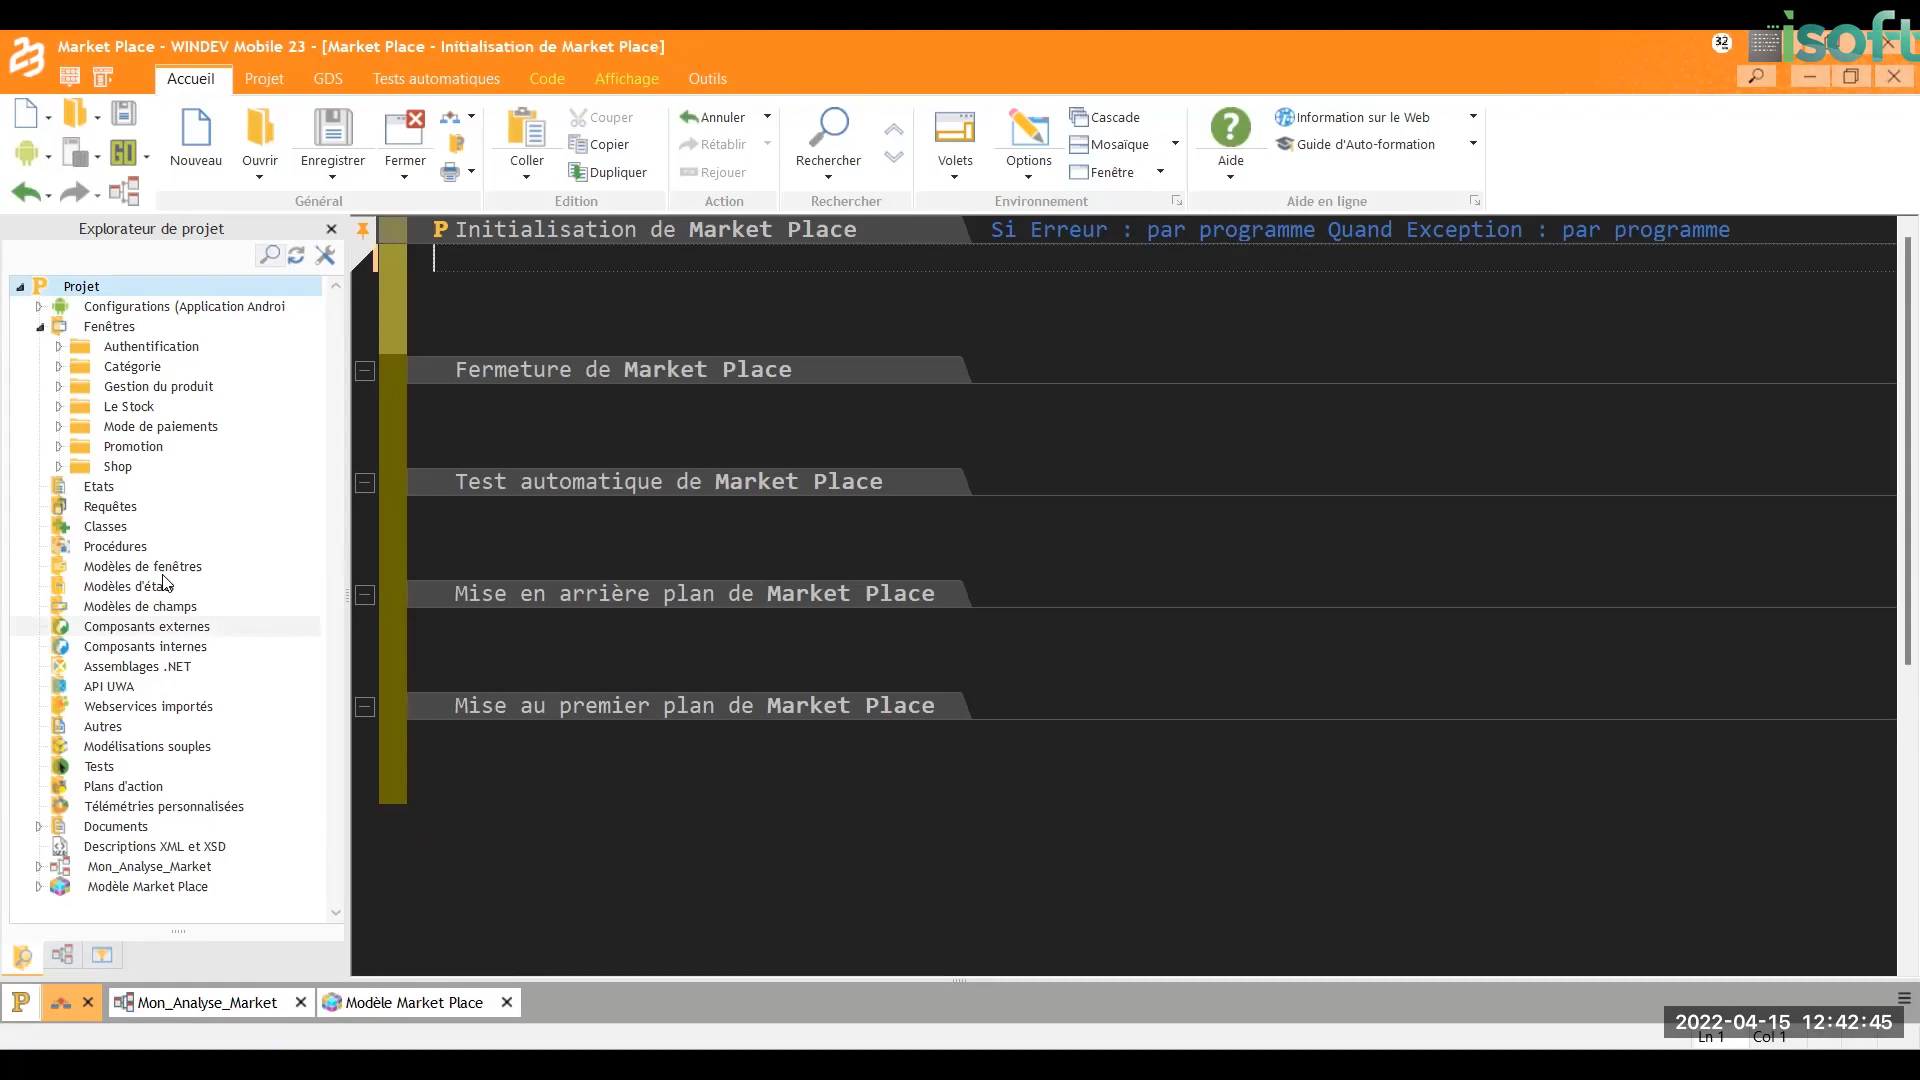 isoft
Market Place - WINDEV Mobile 23 - [Market Place - Initialisation de Market Place]
32
Accueil Projet GDS Tests automatiques Code Affichage Outils
Nouveau Ouvrir Enregistrer Fermer
Général
Coller Couper Copier Dupliquer
Edition
Annuler Rétablir Rejouer
Action
Rechercher
Rechercher
Volets Options Cascade Mosaïque Fenêtre
Environnement
Aide Information sur le Web Guide d'Auto-formation
Aide en ligne
Explorateur de projet
Projet
Configurations (Application Androi
Fenêtres
Authentification
Catégorie
Gestion du produit
Le Stock
Mode de paiements
Promotion
Shop
Etats
Requêtes
Classes
Procédures
Modèles de fenêtres
Modèles d'éta
Modèles de champs
Composants externes
Composants internes
Assemblages .NET
API UWA
Webservices importés
Autres
Modélisations souples
Tests
Plans d'action
Télémétries personnalisées
Documents
Descriptions XML et XSD
Mon_Analyse_Market
Modèle Market Place
P Initialisation de Market Place Si Erreur : par programme Quand Exception : par programme
Fermeture de Market Place
Test automatique de Market Place
Mise en arrière plan de Market Place
Mise au premier plan de Market Place
P Mon_Analyse_Market Modèle Market Place
2022-04-15 12:42:45
Ln 1 Col 1